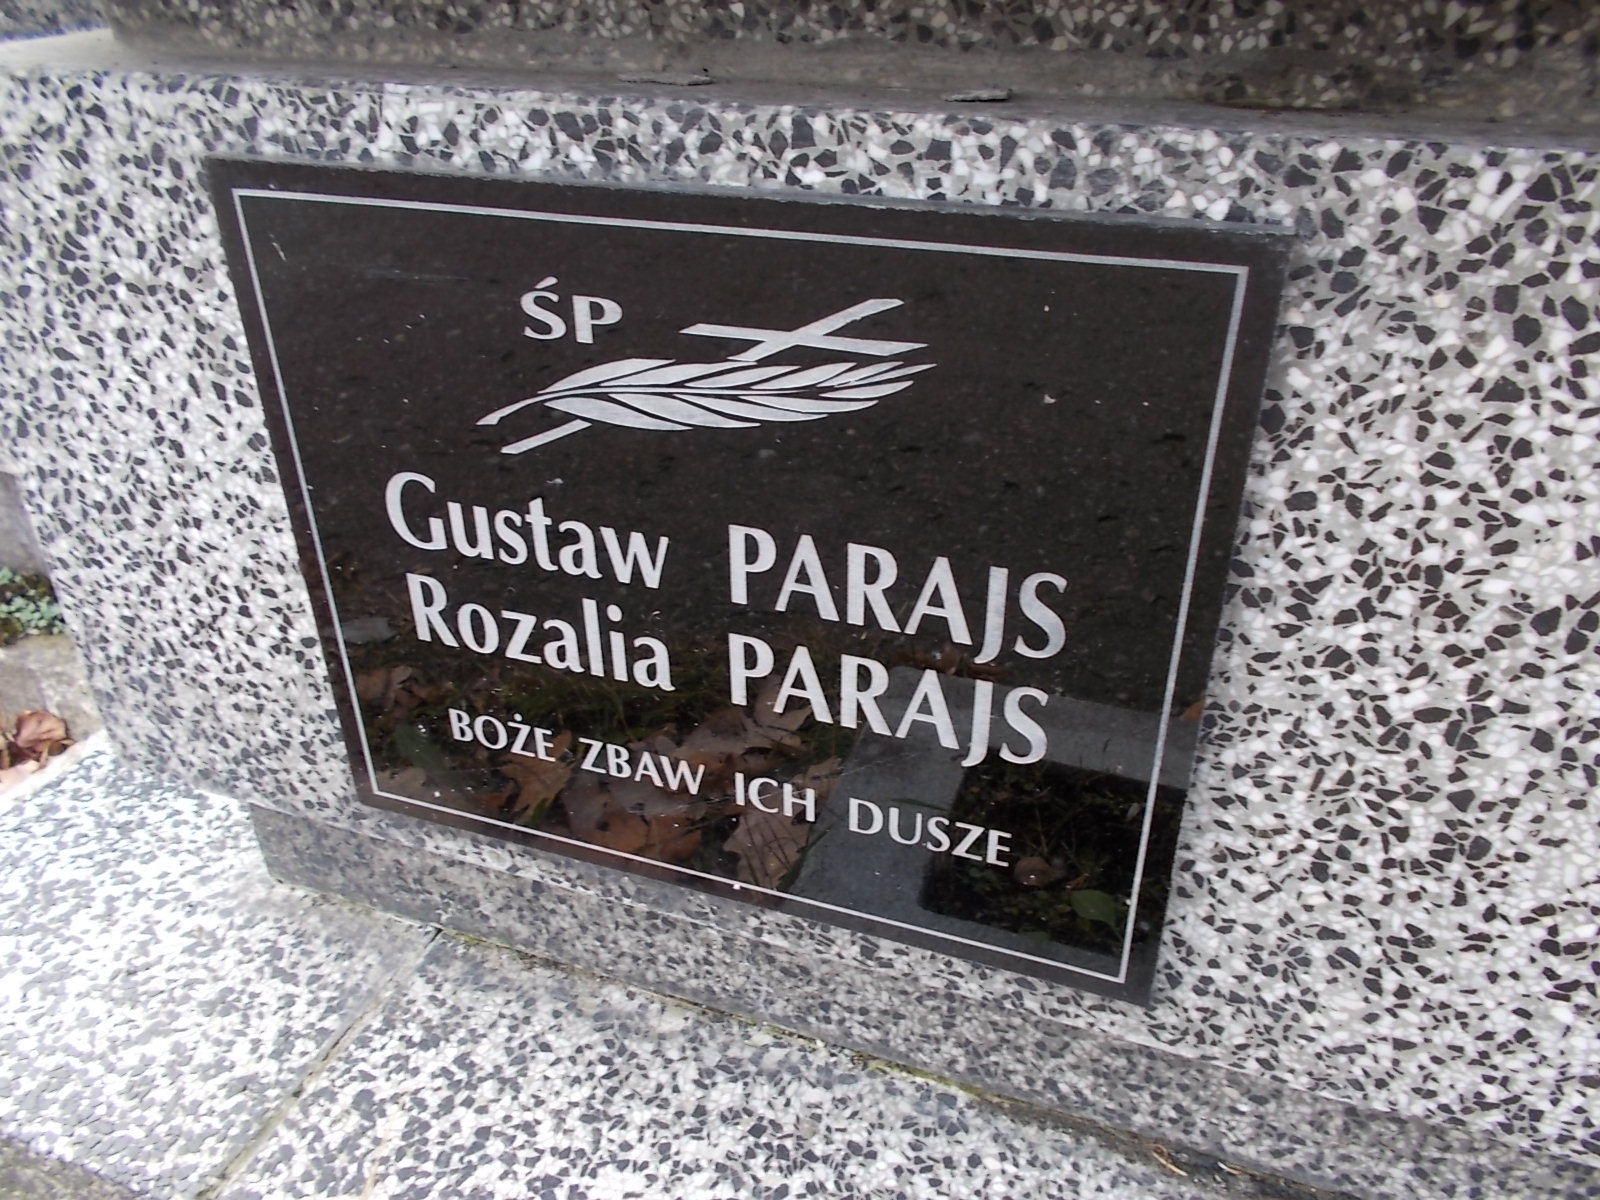 ŚP
Gustaw PARAJS
Rozalia PARAJS
BOŻE ZBAW ICH DUSZE